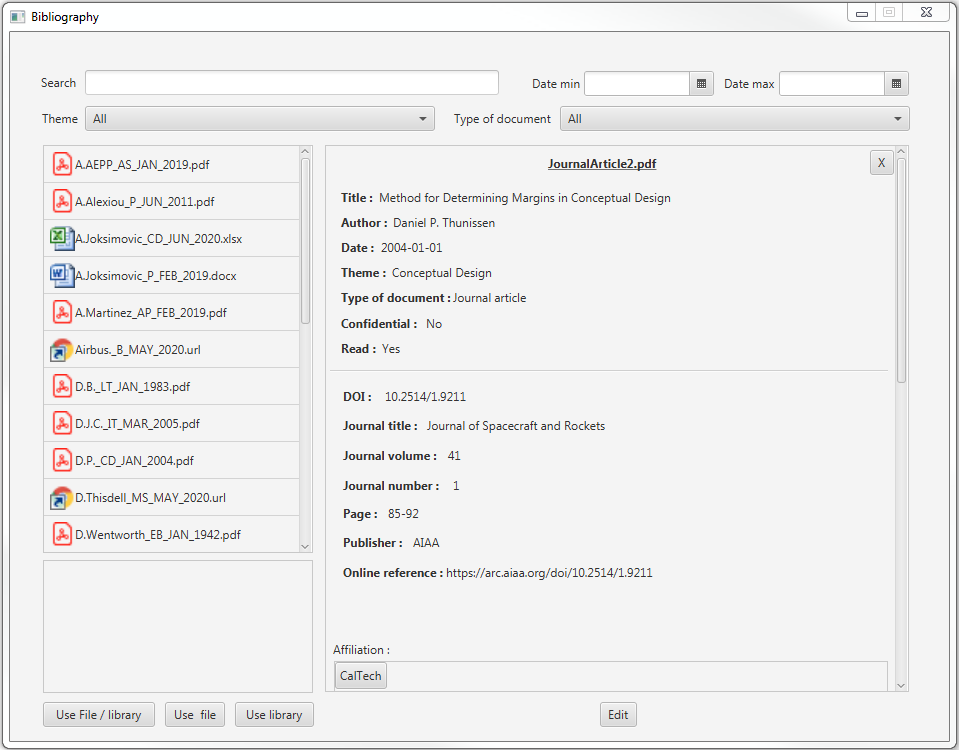 Bibliography
Search
Date min
Date max
Theme All
Type of document All
A.AEPP_AS_JAN_2019.pdf
A.Alexiou_P_JUN_2011.pdf
A.Joksimovic_CD_JUN_2020.xlsx
A.Joksimovic_P_FEB_2019.docx
A.Martinez_AP_FEB_2019.pdf
Airbus._B_MAY_2020.url
D.B._LT_JAN_1983.pdf
D.J.C._IT_MAR_2005.pdf
D.P._CD_JAN_2004.pdf
D.Thisdell_MS_MAY_2020.url
D.Wentworth_EB_JAN_1942.pdf
JournalArticle2.pdf
X
Title : Method for Determining Margins in Conceptual Design
Author : Daniel P. Thunissen
Date : 2004-01-01
Theme : Conceptual Design
Type of document : Journal article
Confidential : No
Read : Yes
DOI : 10.2514/1.9211
Journal title : Journal of Spacecraft and Rockets
Journal volume : 41
Journal number : 1
Page : 85-92
Publisher : AIAA
Online reference : https://arc.aiaa.org/doi/10.2514/1.9211
Affiliation :
CalTech
Use File / library
Use file
Use library
Edit